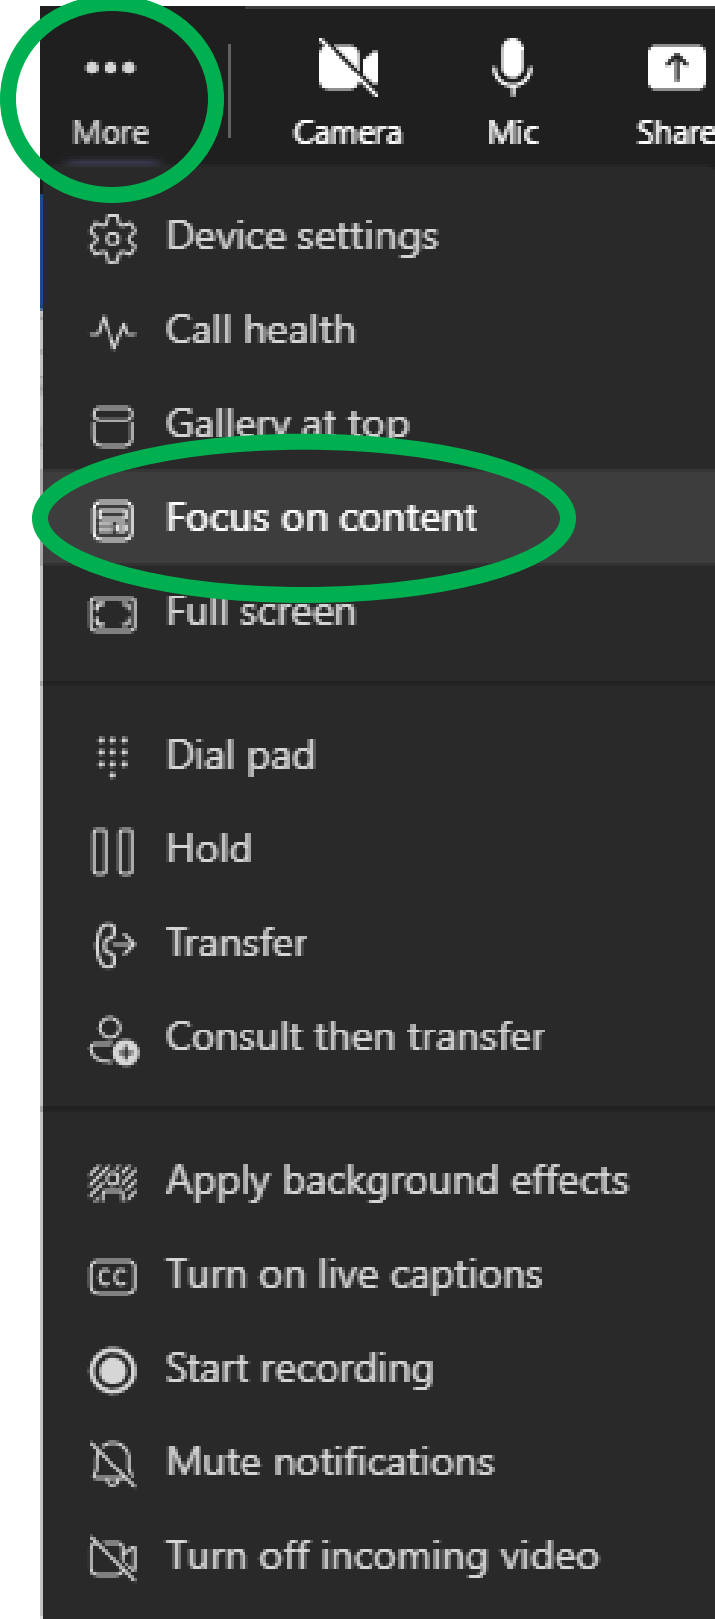 More Camera Mic Share
Device settings
Call health
Gallery at top
Focus on content
Full screen
Dial pad
Hold
Transfer
Consult then transfer
Apply background effects
CC Turn on live captions
Start recording
Mute notifications
Turn off incoming video